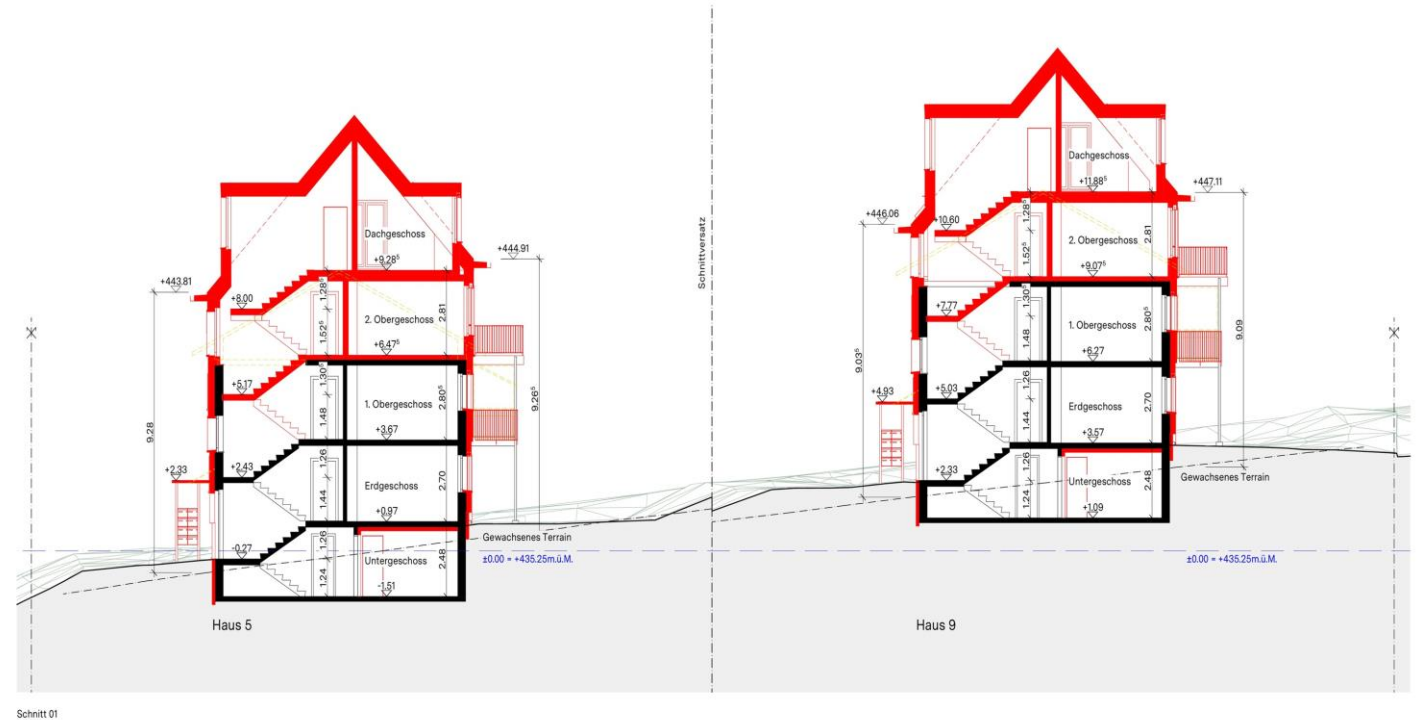 Dachgeschoss
+9.28⁵
+444.91
+443.81
+8.00
1.28⁵
1.52⁵
2. Obergeschoss
+6.47⁵
2.81
+5.17
1.30⁵
1.48
1. Obergeschoss
+3.67
2.80⁵
9.28
9.26⁵
+2.33
+2.43
1.26
1.44
Erdgeschoss
+0.97
2.70
Gewachsenes Terrain
-0.27
1.26
1.24
Untergeschoss
-1.51
2.48
±0.00 = +435.25m.ü.M.
Haus 5
Schnittversatz
Dachgeschoss
+11.88⁵
+447.11
+446.06
+10.60
1.28⁵
1.52⁵
2. Obergeschoss
+9.07⁵
2.81
+7.77
1.30⁵
1.48
1. Obergeschoss
+6.27
2.80⁵
9.03⁵
9.09
+4.93
+5.03
1.26
1.44
Erdgeschoss
+3.57
2.70
Gewachsenes Terrain
+2.33
1.26
1.24
Untergeschoss
+1.09
2.48
±0.00 = +435.25m.ü.M.
Haus 9
Schnitt 01